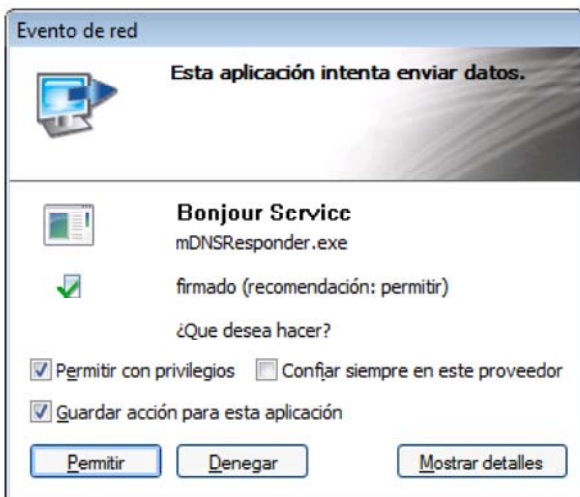 Evento de red
Esta aplicación intenta enviar datos.
Bonjour Service
mDNSResponder.exe
firmado (recomendación: permitir)
¿Que desea hacer?
Permitir con privilegios Confiar siempre en este proveedor
Guardar acción para esta aplicación
Permitir Denegar Mostrar detalles